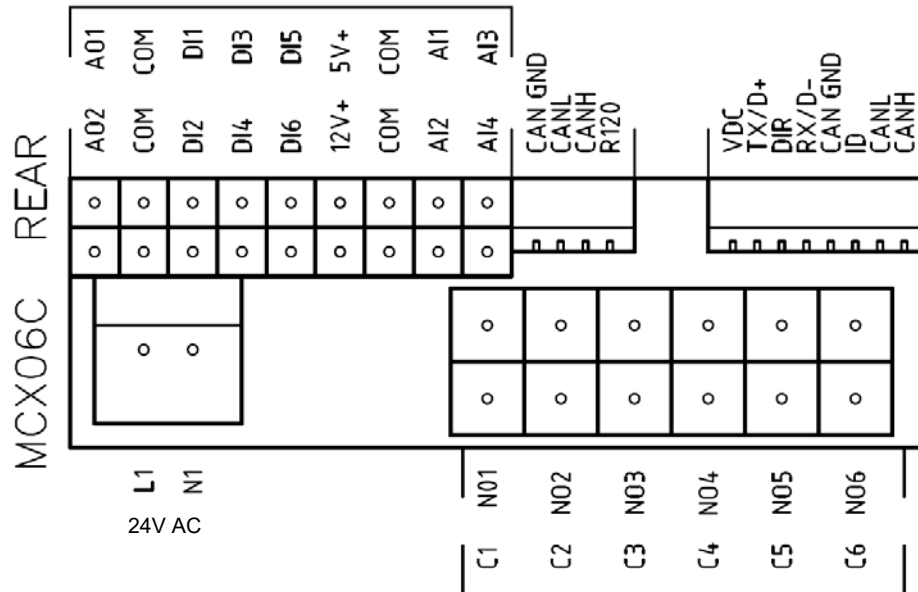 AO1 COM DI1 DI3 DI5 5V+ COM AI1 AI3
AO2 COM DI2 DI4 DI6 12V+ COM AI2 AI4
CAN GND
CANL
CANH
R120
VDC
TX/D+
DIR
RX/D-
CAN GND
ID
CANL
CANH
MCX06C REAR
L1 N1
24V AC
NO1 NO2 NO3 NO4 NO5 NO6
C1 C2 C3 C4 C5 C6